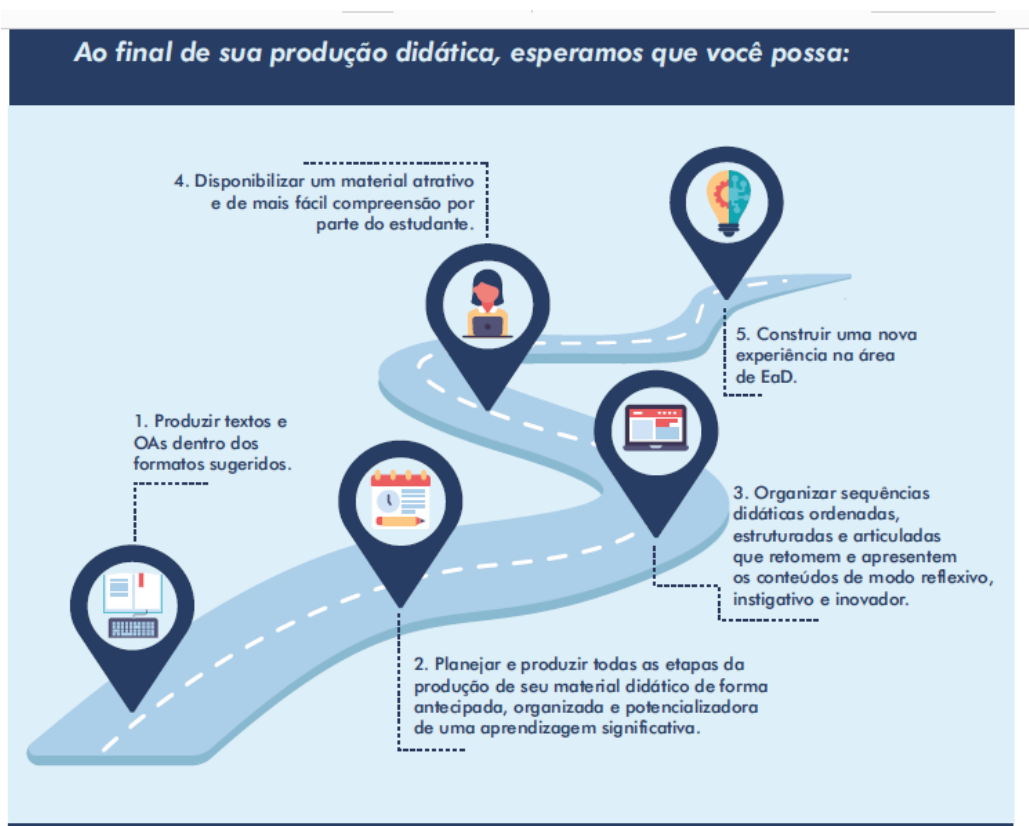 Ao final de sua produção didática, esperamos que você possa:
1. Produzir textos e
OAs dentro dos
formatos sugeridos.
2. Planejar e produzir todas as etapas da
produção de seu material didático de forma
antecipada, organizada e potencializadora
de uma aprendizagem significativa.
3. Organizar sequências
didáticas ordenadas,
estruturadas e articuladas
que retomem e apresentem
os conteúdos de modo reflexivo,
instigativo e inovador.
4. Disponibilizar um material atrativo
e de mais fácil compreensão por
parte do estudante.
5. Construir uma nova
experiência na área
de EaD.